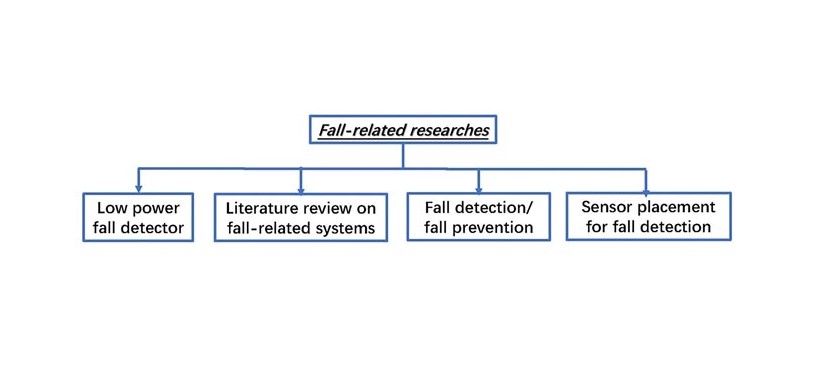 Fall-related researches
Low power
fall detector
Literature review on
fall-related systems
Fall detection/
fall prevention
Sensor placement
for fall detection